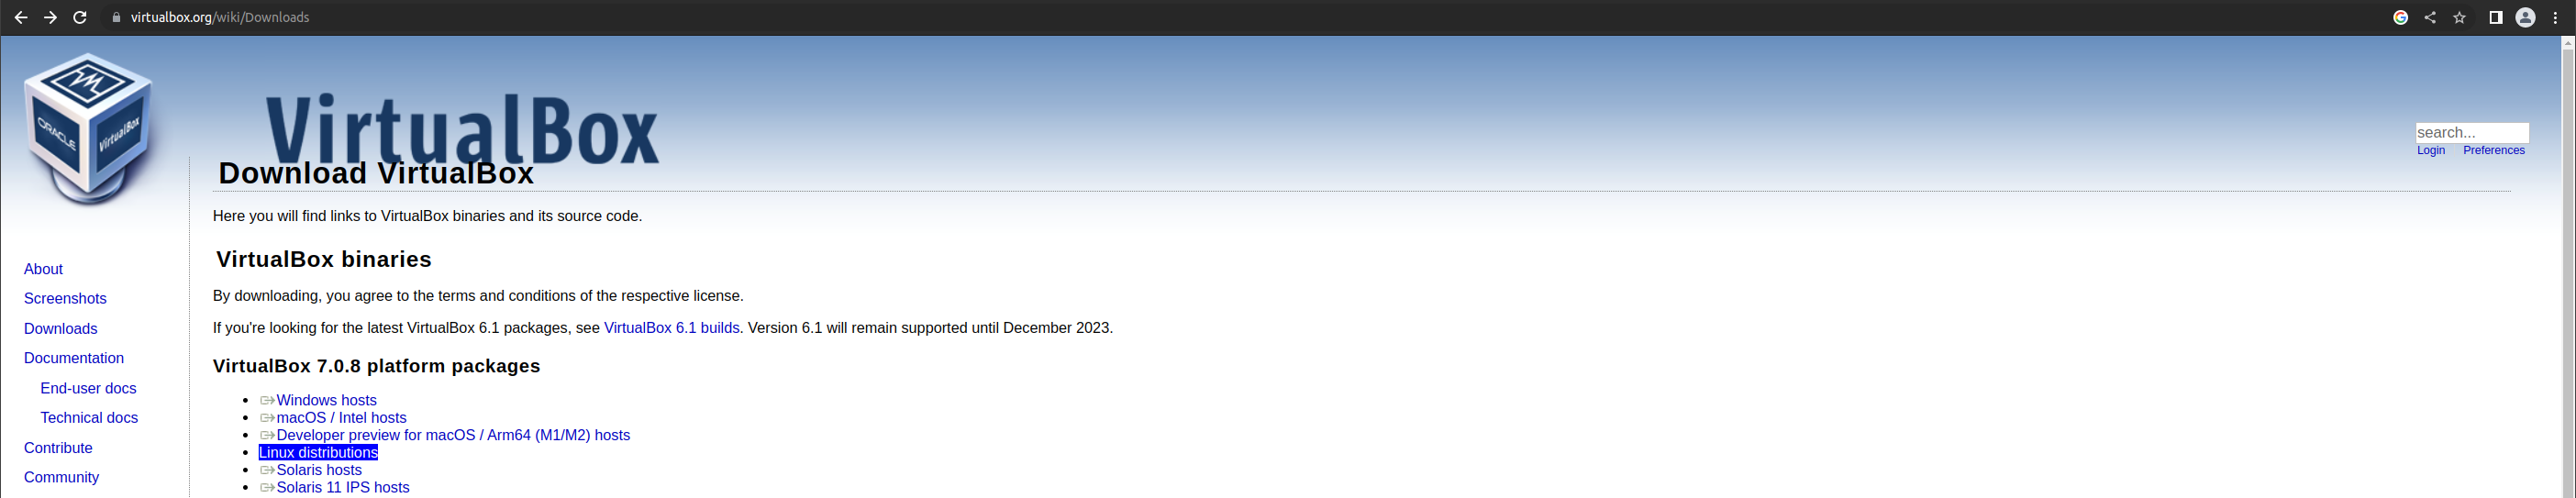 virtualbox.org/wiki/Downloads
ORACLE
VirtualBox
VirtualBox
search...
Login Preferences
Download VirtualBox
Here you will find links to VirtualBox binaries and its source code.
VirtualBox binaries
By downloading, you agree to the terms and conditions of the respective license.
If you're looking for the latest VirtualBox 6.1 packages, see VirtualBox 6.1 builds. Version 6.1 will remain supported until December 2023.
VirtualBox 7.0.8 platform packages
Windows hosts
macOS / Intel hosts
Developer preview for macOS / Arm64 (M1/M2) hosts
Linux distributions
Solaris hosts
Solaris 11 IPS hosts
About
Screenshots
Downloads
Documentation
End-user docs
Technical docs
Contribute
Community